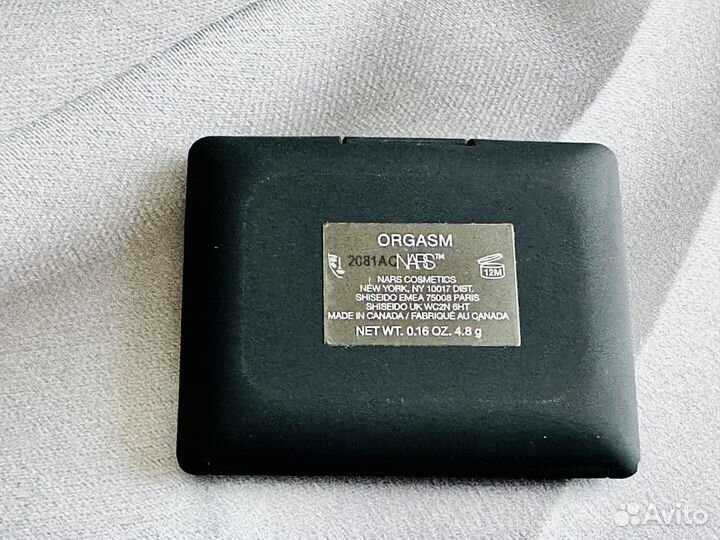 ORGASM
2081AC NARS™
12M
NARS COSMETICS
NEW YORK, NY 10017 DIST.
SHISEIDO EMEA 75008 PARIS
SHISEIDO UK WC2N 6HT
MADE IN CANADA / FABRIQUÉ AU CANADA
NET WT. 0.16 OZ. 4.8 g
Avito